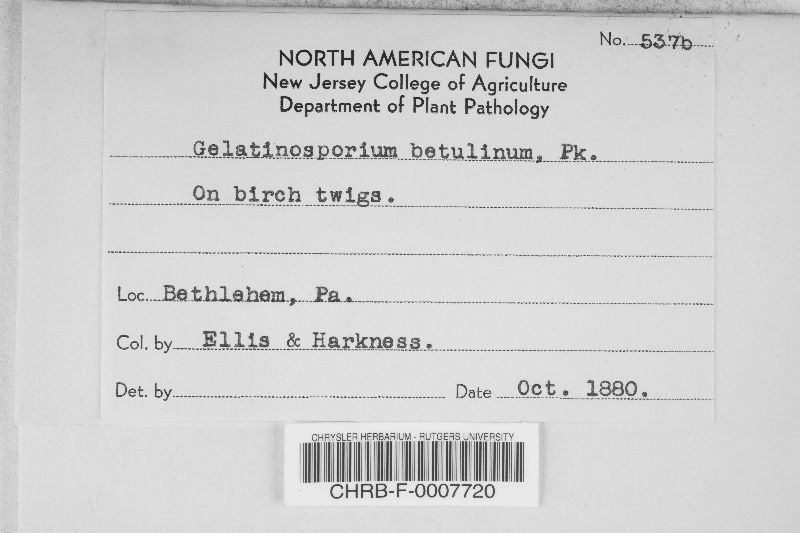 No. 537b
NORTH AMERICAN FUNGI
New Jersey College of Agriculture
Department of Plant Pathology
Gelatinosporium betulinum, Pk.
On birch twigs.
Loc. Bethlehem, Pa.
Col. by Ellis & Harkness.
Det. by Date Oct. 1880.
CHRYSLER HERBARIUM - RUTGERS UNIVERSITY
CHRB-F-0007720